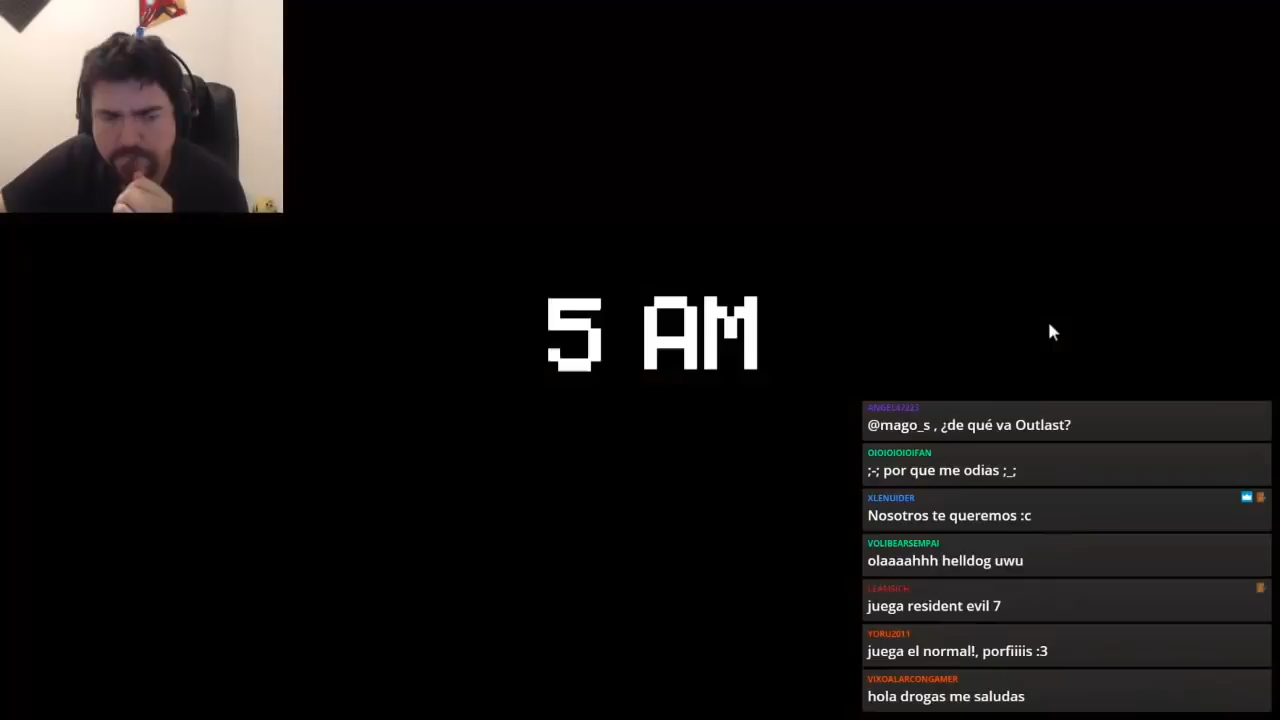 5 AM
ANGEL47223
@mago_s , ¿de qué va Outlast?
OIOIOIOIOIFAN
;-; por que me odias ;_;
XLENUIDER
Nosotros te queremos :c
VOLIBEARSEMPAI
olaaaahhh helldog uwu
juega resident evil 7
YORU2011
juega el normal!, porfiiiis :3
VIXOALARCONGAMER
hola drogas me saludas